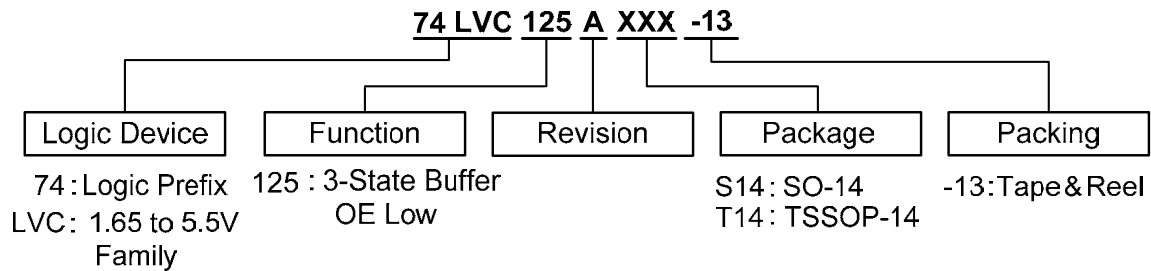 74 LVC 125 A XXX -13
Logic Device
Function
Revision
Package
Packing
74 : Logic Prefix
LVC : 1.65 to 5.5V
Family
125 : 3-State Buffer
OE Low
S14 : SO-14
T14 : TSSOP-14
-13 : Tape & Reel